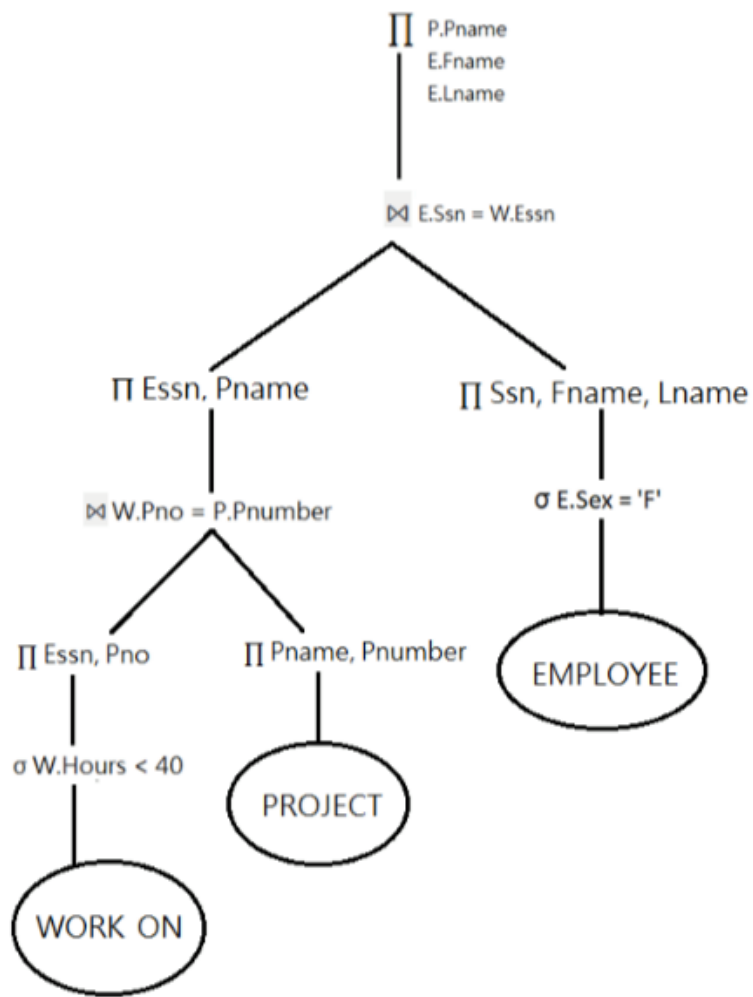 ∏ P.Pname
E.Fname
E.Lname
⋈ E.Ssn = W.Essn
∏ Essn, Pname
∏ Ssn, Fname, Lname
σ E.Sex = 'F'
⋈ W.Pno = P.Pnumber
∏ Essn, Pno
∏ Pname, Pnumber
EMPLOYEE
σ W.Hours < 40
PROJECT
WORK ON